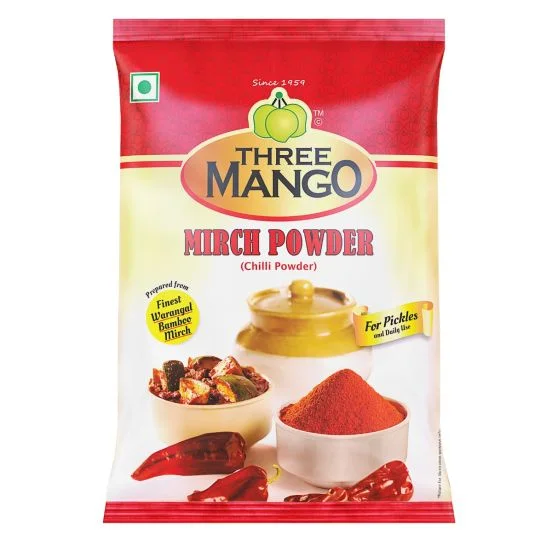 Since 1959
TM
©
THREE
MANGO
MIRCH POWDER
(Chilli Powder)
Prepared from
Finest
Warangal
Bamboo
Mirch
For Pickles
and Daily Use